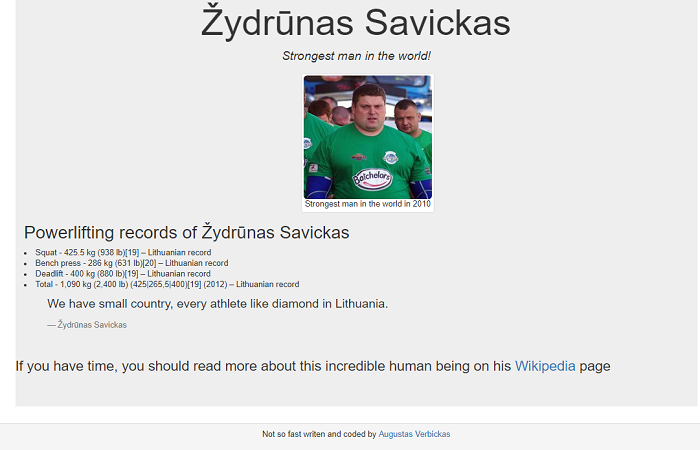 Žydrūnas Savickas
Strongest man in the world!
Batchelors
Strongest man in the world in 2010
Powerlifting records of Žydrūnas Savickas
• Squat - 425.5 kg (938 lb)[19] – Lithuanian record
• Bench press - 286 kg (631 lb)[20] – Lithuanian record
• Deadlift - 400 kg (880 lb)[19] – Lithuanian record
• Total - 1,090 kg (2,400 lb) (425|265,5|400)[19] (2012) – Lithuanian record
We have small country, every athlete like diamond in Lithuania.
— Žydrūnas Savickas
If you have time, you should read more about this incredible human being on his Wikipedia page
Not so fast writen and coded by Augustas Verbickas